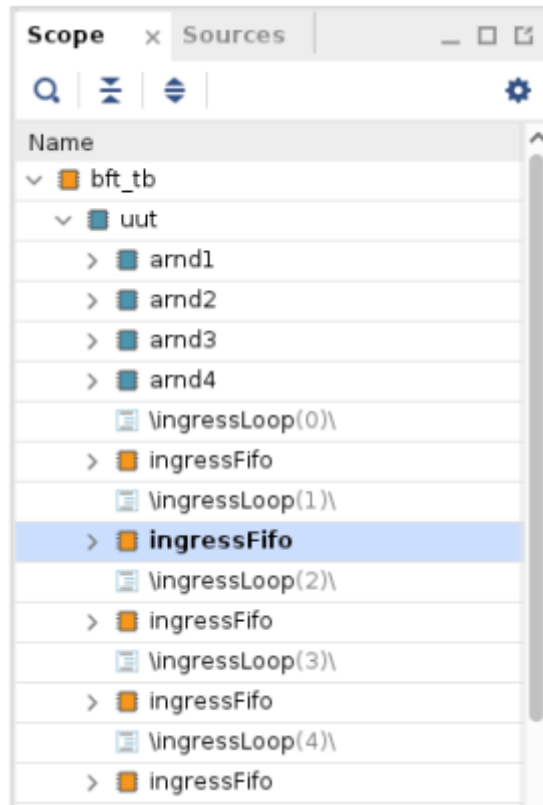 Scope Sources
Name
bft_tb
uut
arnd1
arnd2
arnd3
arnd4
\ingressLoop(0)\
ingressFifo
\ingressLoop(1)\
ingressFifo
\ingressLoop(2)\
ingressFifo
\ingressLoop(3)\
ingressFifo
\ingressLoop(4)\
ingressFifo